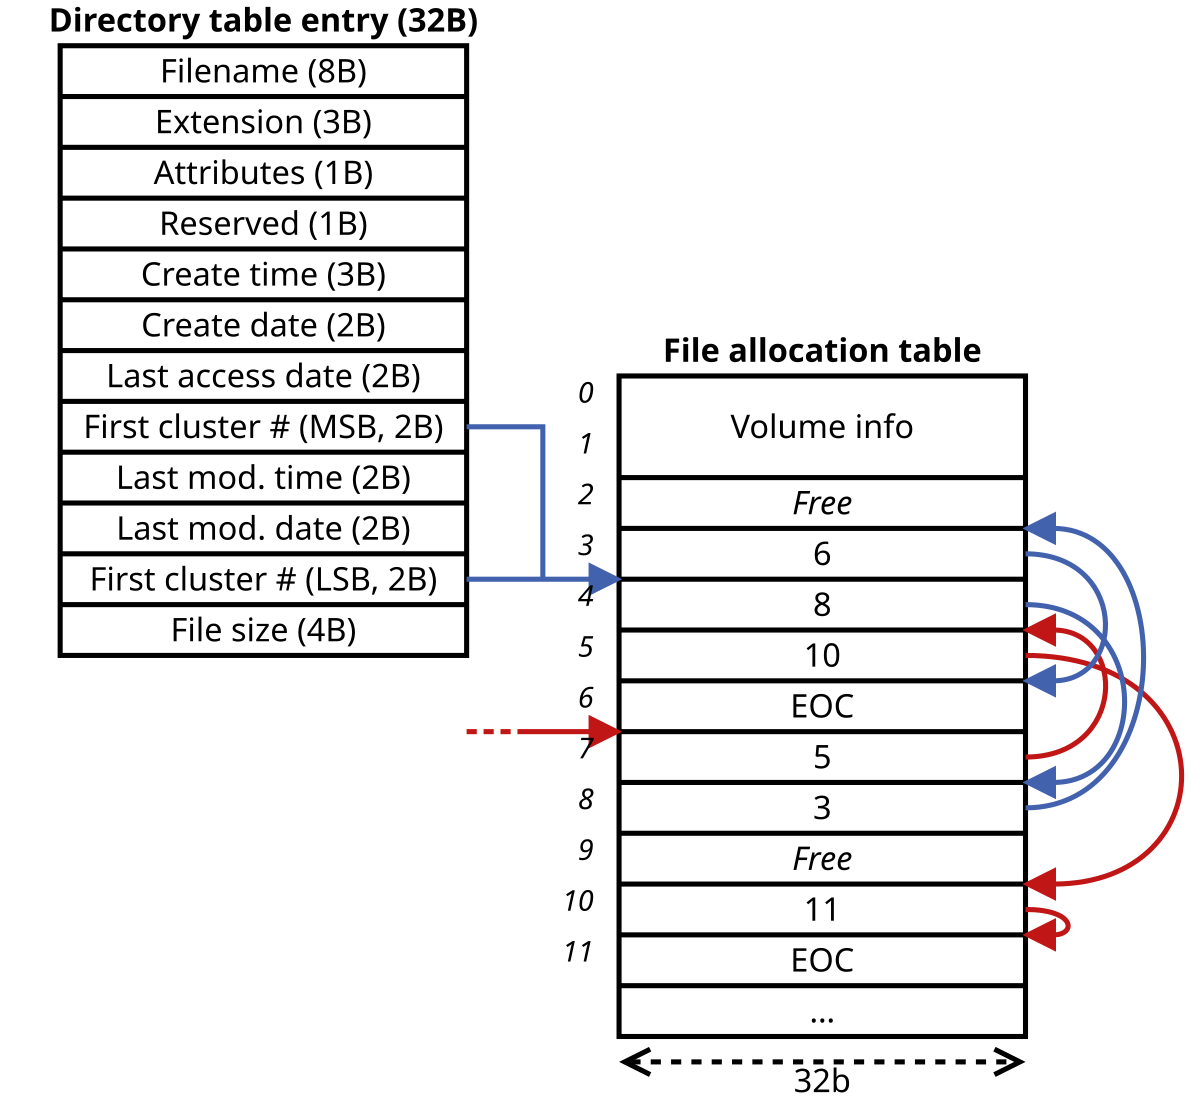 Directory table entry (32B)
Filename (8B)
Extension (3B)
Attributes (1B)
Reserved (1B)
Create time (3B)
Create date (2B)
Last access date (2B)
First cluster # (MSB, 2B)
Last mod. time (2B)
Last mod. date (2B)
First cluster # (LSB, 2B)
File size (4B)
File allocation table
0
1
Volume info
2
Free
3
6
4
8
5
10
6
EOC
7
5
8
3
9
Free
10
11
11
EOC
...
32b